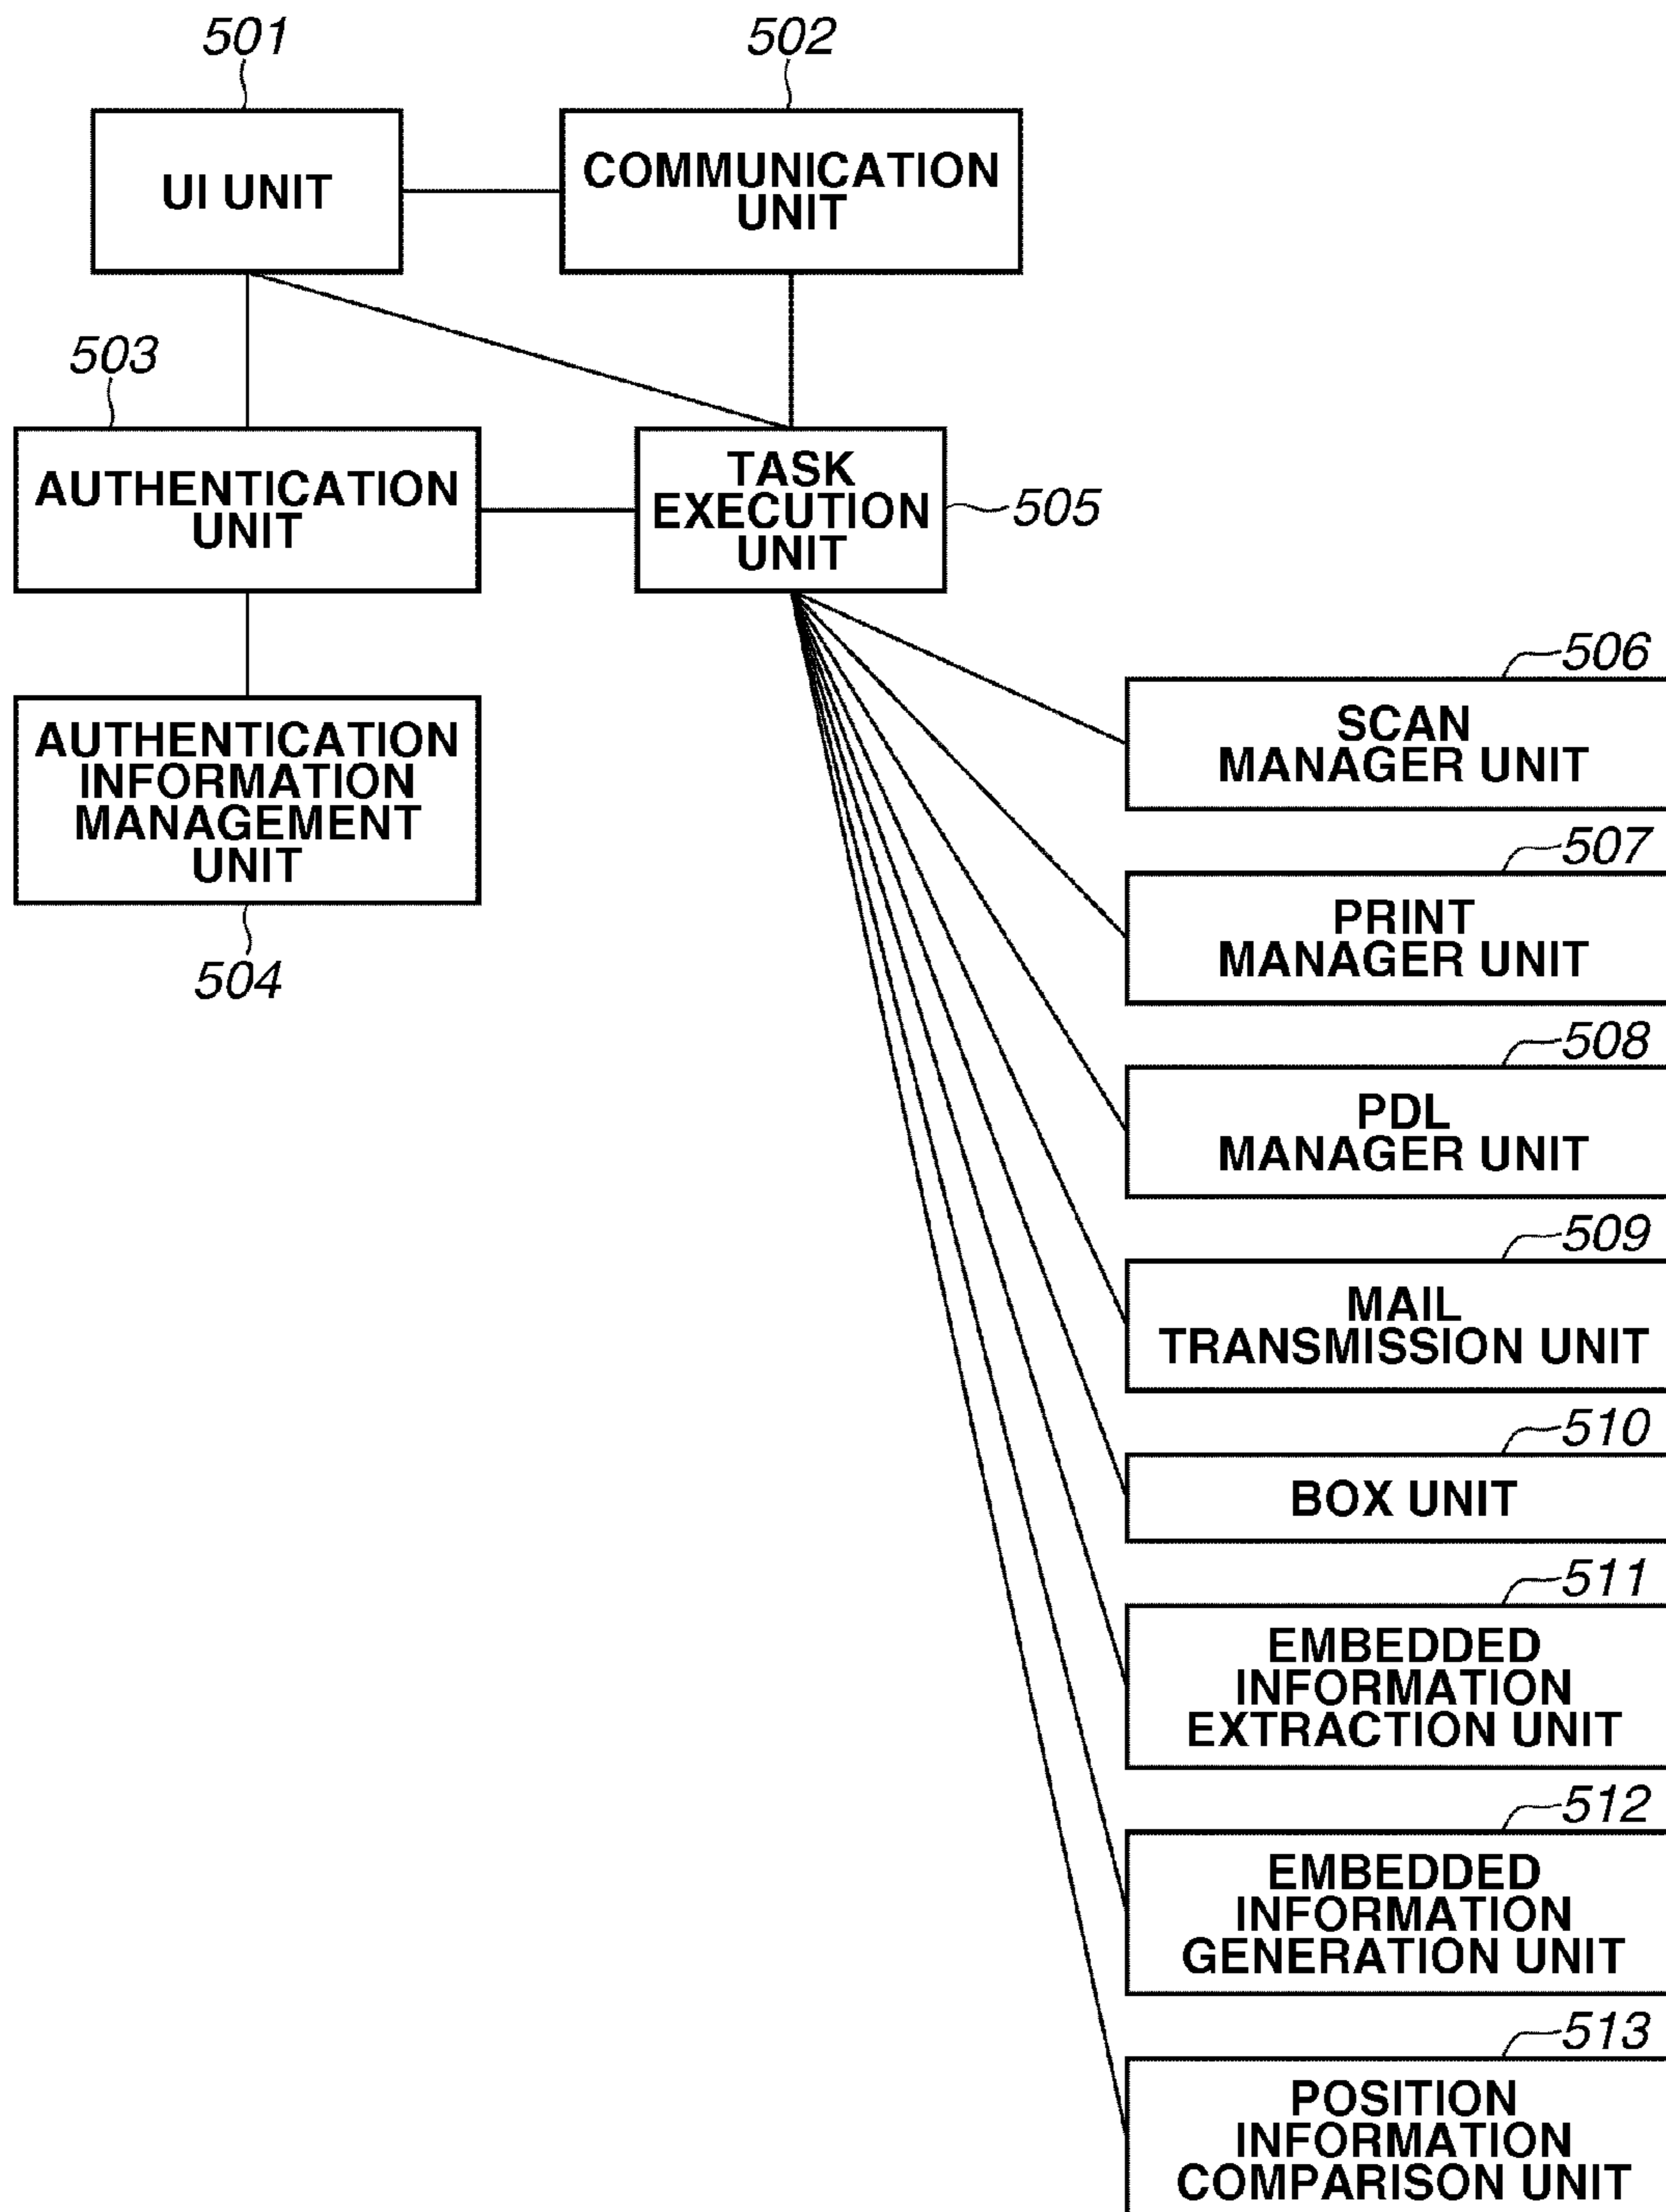 501
502
UI UNIT
COMMUNICATION
UNIT
503
AUTHENTICATION
UNIT
TASK
EXECUTION
UNIT
505
AUTHENTICATION
INFORMATION
MANAGEMENT
UNIT
504
506
SCAN
MANAGER UNIT
507
PRINT
MANAGER UNIT
508
PDL
MANAGER UNIT
509
MAIL
TRANSMISSION UNIT
510
BOX UNIT
511
EMBEDDED
INFORMATION
EXTRACTION UNIT
512
EMBEDDED
INFORMATION
GENERATION UNIT
513
POSITION
INFORMATION
COMPARISON UNIT